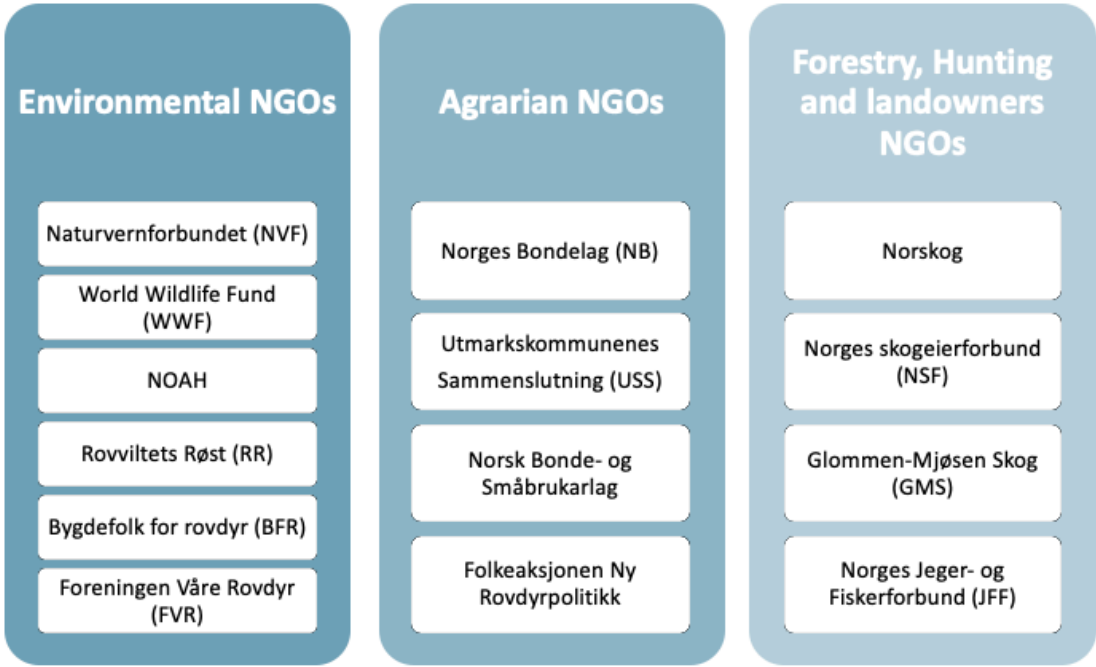 Environmental NGOs
Naturvernforbundet (NVF)
World Wildlife Fund
(WWF)
NOAH
Rovviltets Røst (RR)
Bygdefolk for rovdyr (BFR)
Foreningen Våre Rovdyr
(FVR)
Agrarian NGOs
Norges Bondelag (NB)
Utmarkskommunenes
Sammenslutning (USS)
Norsk Bonde- og
Småbrukarlag
Folkeaksjonen Ny
Rovdyrpolitikk
Forestry, Hunting
and landowners
NGOs
Norskog
Norges skogeierforbund
(NSF)
Glommen-Mjøsen Skog
(GMS)
Norges Jeger- og
Fiskerforbund (JFF)